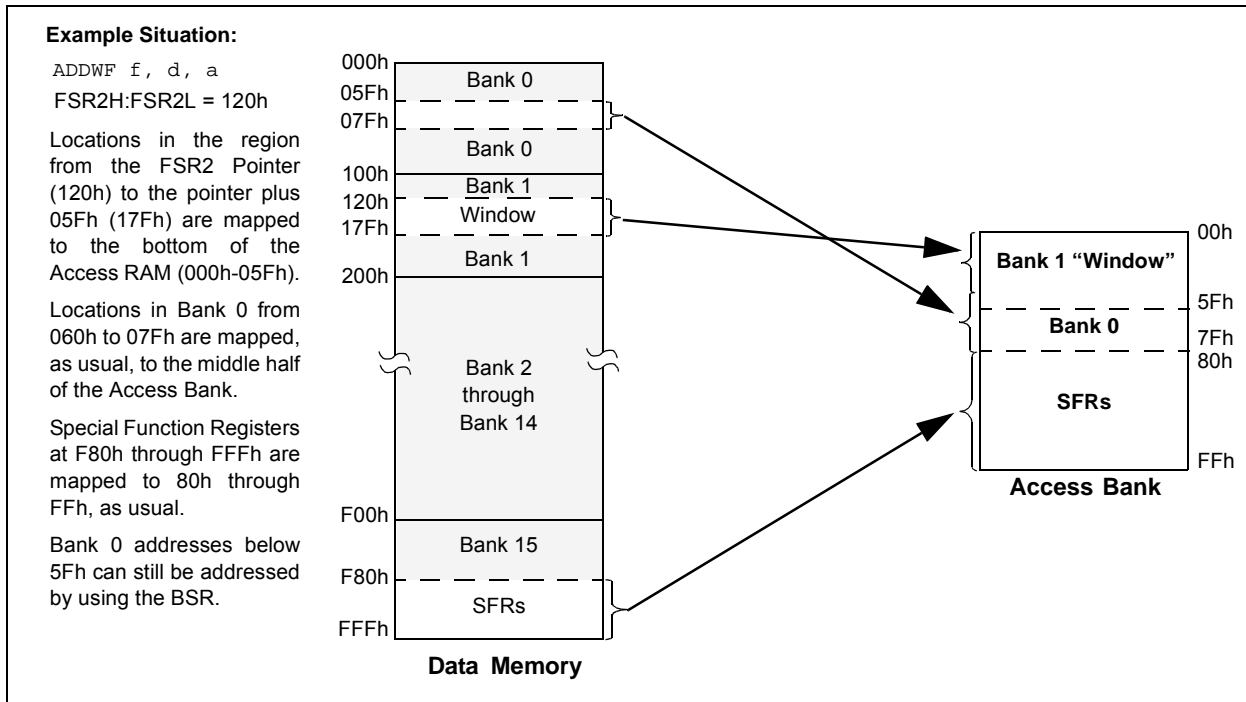 Example Situation:
ADDWF f, d, a
FSR2H:FSR2L = 120h
Locations in the region
from the FSR2 Pointer
(120h) to the pointer plus
05Fh (17Fh) are mapped
to the bottom of the
Access RAM (000h-05Fh).
Locations in Bank 0 from
060h to 07Fh are mapped,
as usual, to the middle half
of the Access Bank.
Special Function Registers
at F80h through FFFh are
mapped to 80h through
FFh, as usual.
Bank 0 addresses below
5Fh can still be addressed
by using the BSR.
000h
Bank 0
05Fh
07Fh
Bank 0
100h
Bank 1
120h
Window
17Fh
Bank 1
200h
Bank 2
through
Bank 14
F00h
Bank 15
F80h
SFRs
FFFh
Data Memory
00h
Bank 1 “Window”
5Fh
Bank 0
7Fh
80h
SFRs
FFh
Access Bank